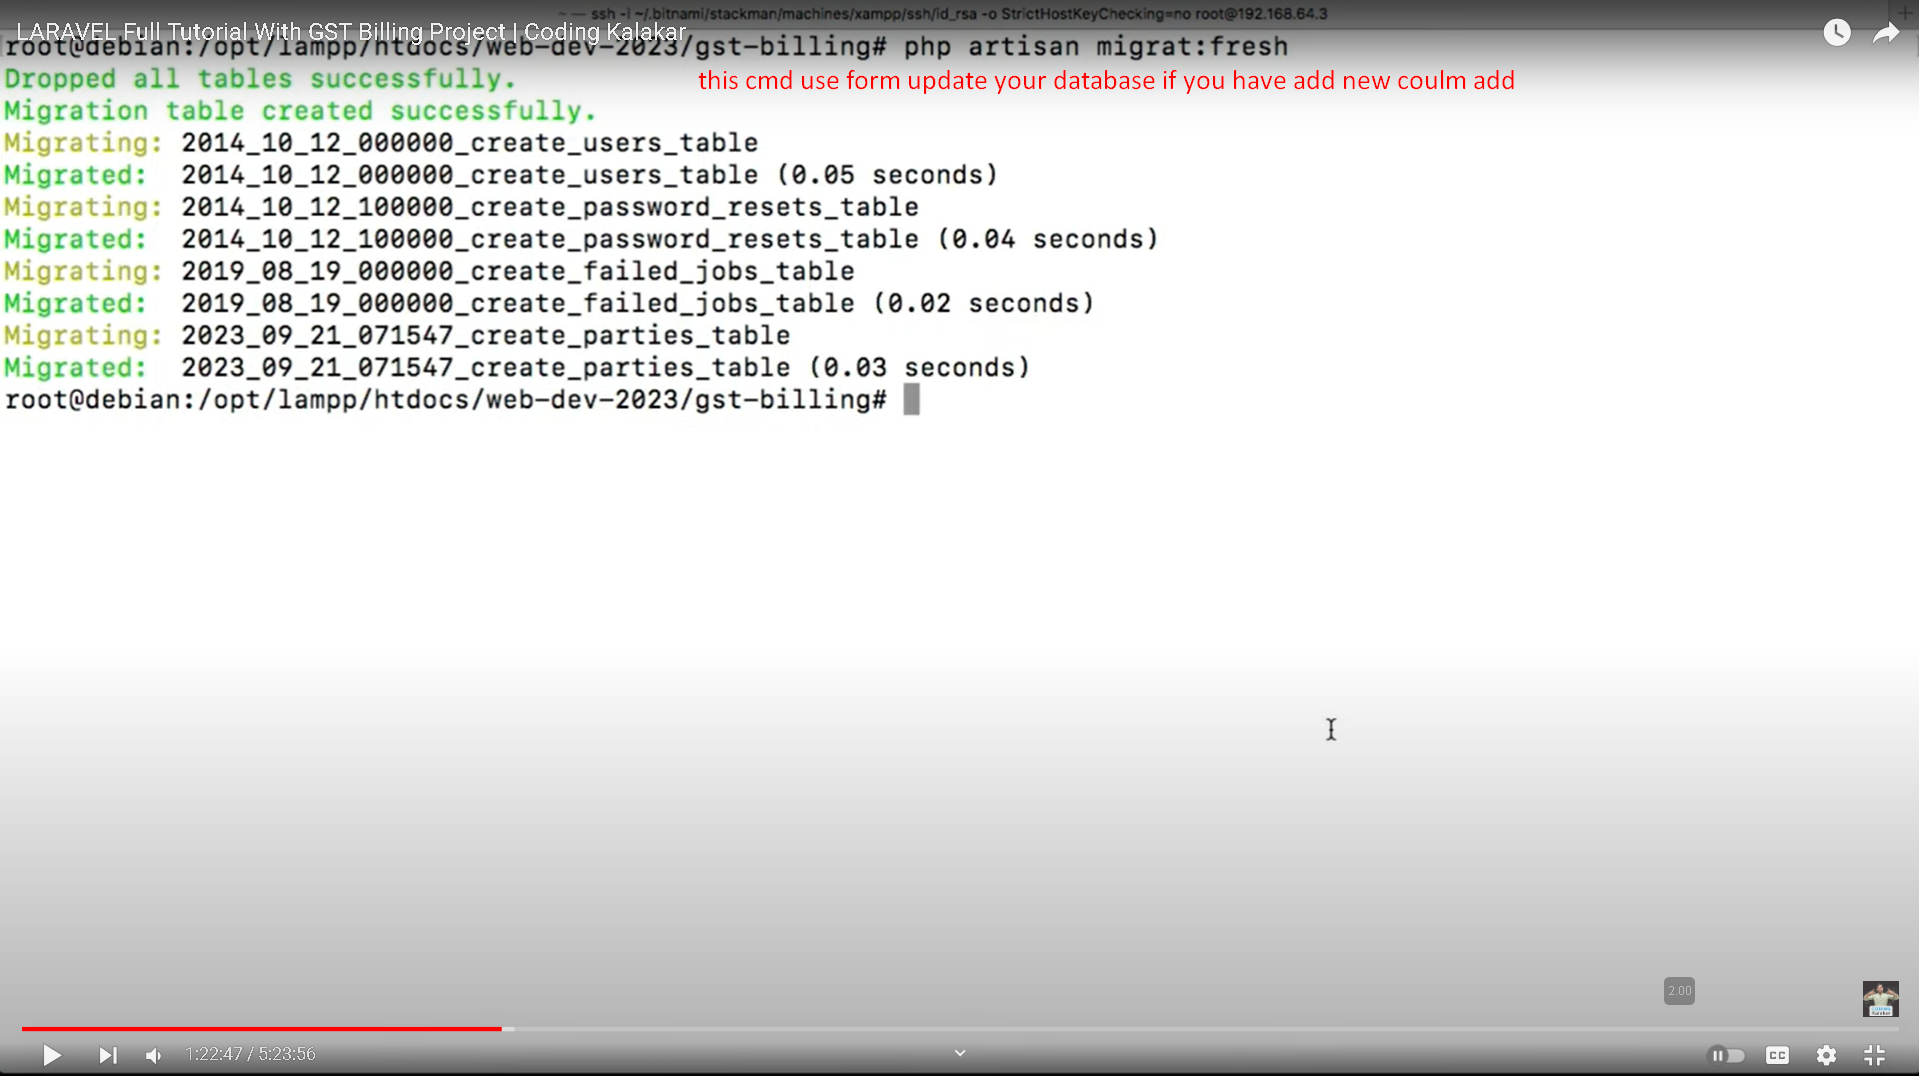 ~ — ssh -i ~/.bitnami/stackman/machines/xampp/ssh/id_rsa -o StrictHostKeyChecking=no root@192.168.64.3
LARAVEL Full Tutorial With GST Billing Project | Coding Kalakar
root@debian:/opt/lampp/htdocs/web-dev-2023/gst-billing# php artisan migrat:fresh
Dropped all tables successfully.
this cmd use form update your database if you have add new coulm add
Migration table created successfully.
Migrating: 2014_10_12_000000_create_users_table
Migrated:  2014_10_12_000000_create_users_table (0.05 seconds)
Migrating: 2014_10_12_100000_create_password_resets_table
Migrated:  2014_10_12_100000_create_password_resets_table (0.04 seconds)
Migrating: 2019_08_19_000000_create_failed_jobs_table
Migrated:  2019_08_19_000000_create_failed_jobs_table (0.02 seconds)
Migrating: 2023_09_21_071547_create_parties_table
Migrated:  2023_09_21_071547_create_parties_table (0.03 seconds)
root@debian:/opt/lampp/htdocs/web-dev-2023/gst-billing#
2.00
1:22:47 / 5:23:56
CC